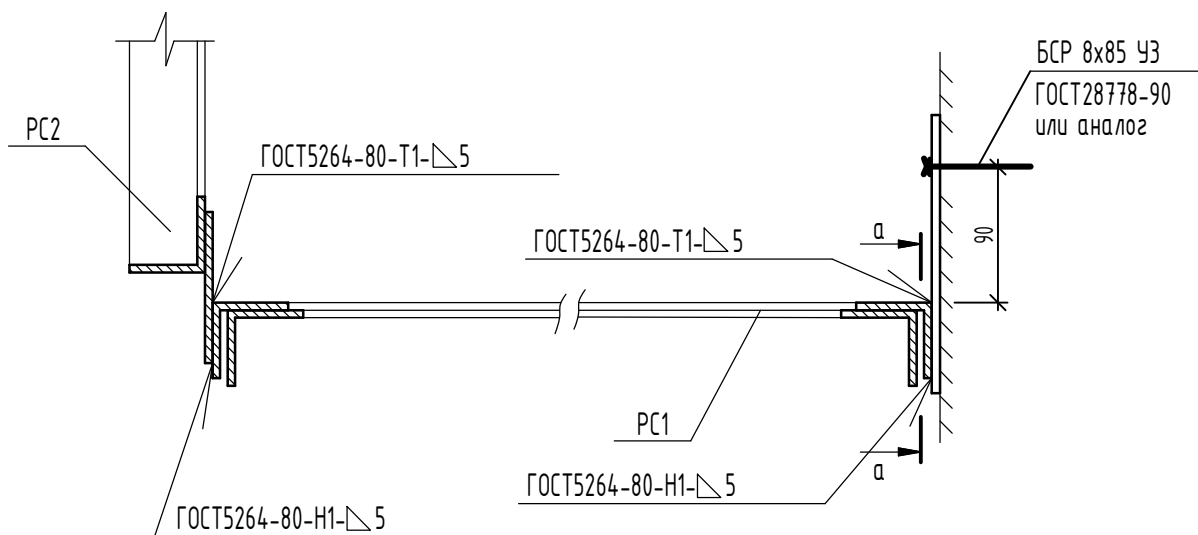 БСР 8х85 УЗ
ГОСТ28778-90
или аналог
РС2
ГОСТ5264-80-Т1-◺5
ГОСТ5264-80-Т1-◺5
а
90
РС1
а
ГОСТ5264-80-Н1-◺5
ГОСТ5264-80-Н1-◺5